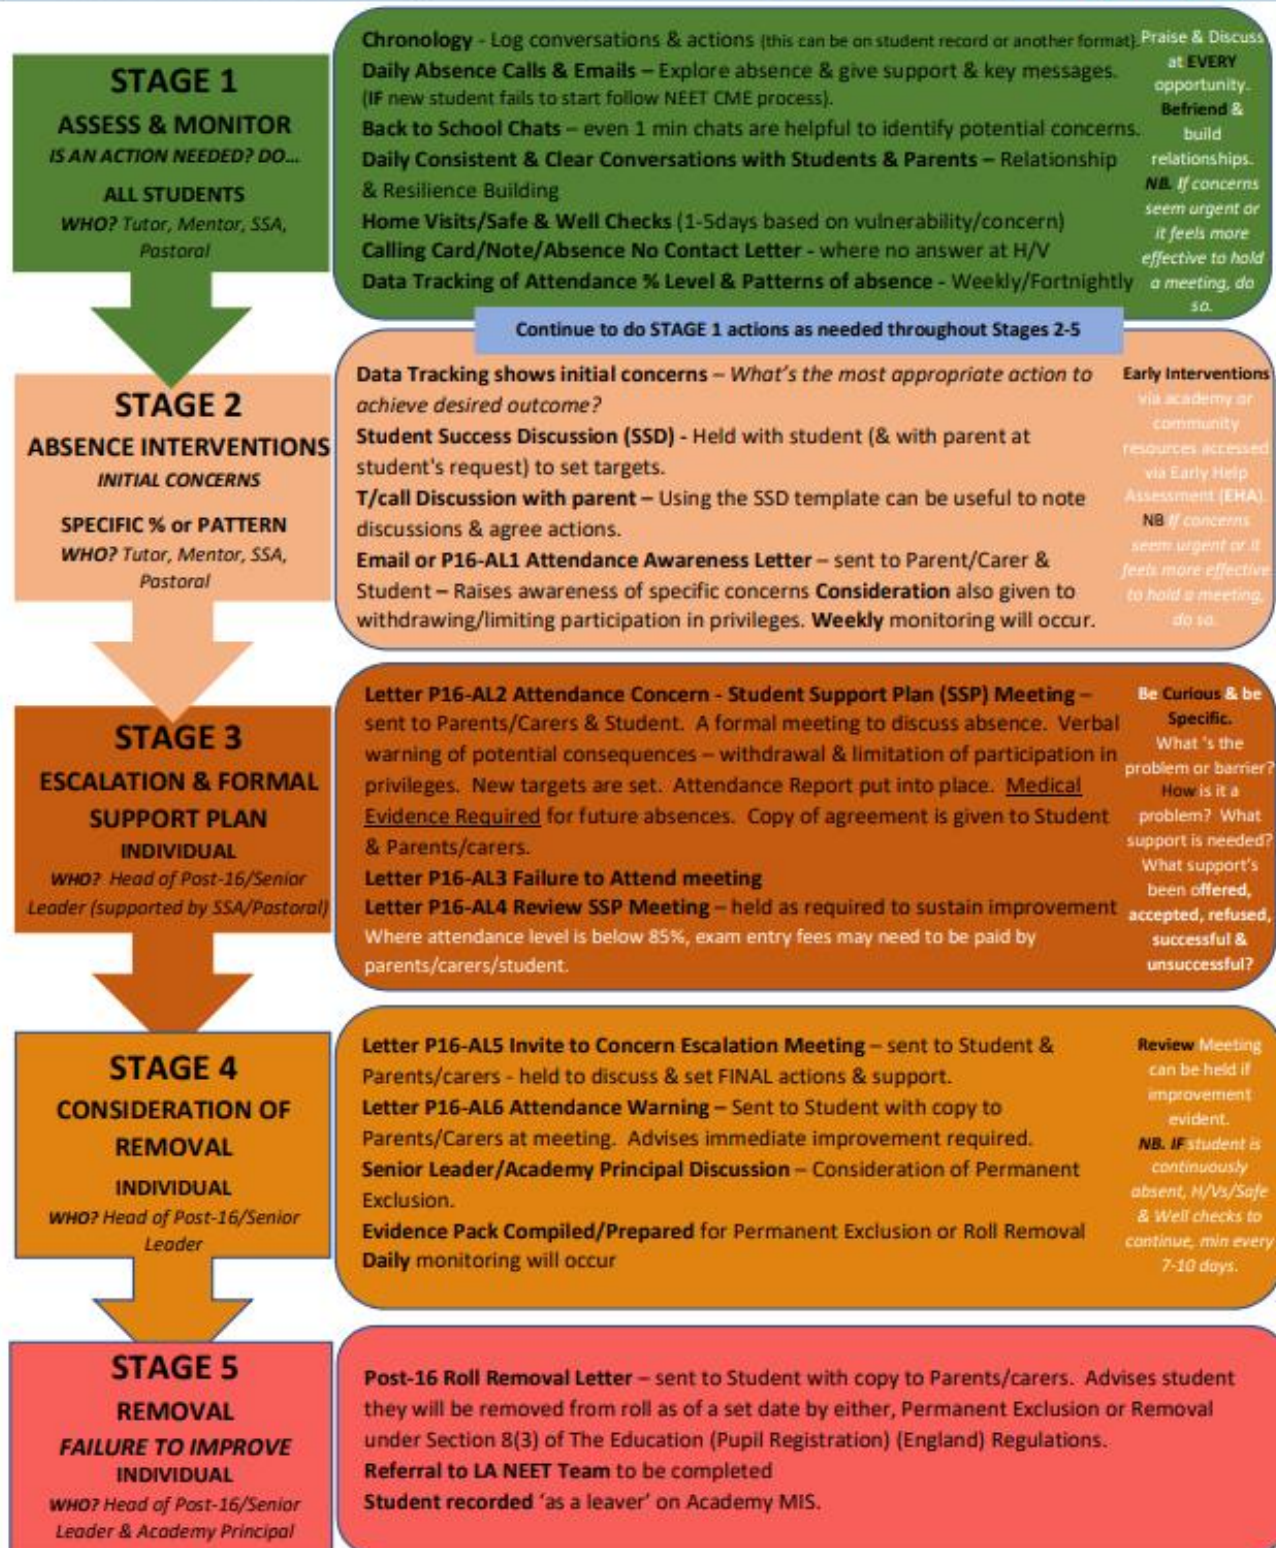 STAGE 1
ASSESS & MONITOR
IS AN ACTION NEEDED? DO...
ALL STUDENTS
WHO? Tutor, Mentor, SSA,
Pastoral
Chronology - Log conversations & actions (this can be on student record or another format).
Daily Absence Calls & Emails – Explore absence & give support & key messages.
(IF new student fails to start follow NEET CME process).
Back to School Chats – even 1 min chats are helpful to identify potential concerns.
Daily Consistent & Clear Conversations with Students & Parents – Relationship
& Resilience Building
Home Visits/Safe & Well Checks (1-5days based on vulnerability/concern)
Calling Card/Note/Absence No Contact Letter - where no answer at H/V
Data Tracking of Attendance % Level & Patterns of absence - Weekly/Fortnightly
Praise & Discuss
at EVERY
opportunity.
Befriend &
build
relationships.
NB. If concerns
seem urgent or
it feels more
effective to hold
a meeting, do
so.
Continue to do STAGE 1 actions as needed throughout Stages 2-5
STAGE 2
ABSENCE INTERVENTIONS
INITIAL CONCERNS
SPECIFIC % or PATTERN
WHO? Tutor, Mentor, SSA,
Pastoral
Data Tracking shows initial concerns – What's the most appropriate action to
achieve desired outcome?
Student Success Discussion (SSD) - Held with student (& with parent at
student's request) to set targets.
T/call Discussion with parent – Using the SSD template can be useful to note
discussions & agree actions.
Email or P16-AL1 Attendance Awareness Letter – sent to Parent/Carer &
Student – Raises awareness of specific concerns Consideration also given to
withdrawing/limiting participation in privileges. Weekly monitoring will occur.
Early Interventions
via academy or
community
resources accessed
via Early Help
Assessment (EHA).
NB If concerns
seem urgent or it
feels more effective
to hold a meeting,
do so.
STAGE 3
ESCALATION & FORMAL
SUPPORT PLAN
INDIVIDUAL
WHO? Head of Post-16/Senior
Leader (supported by SSA/Pastoral)
Letter P16-AL2 Attendance Concern - Student Support Plan (SSP) Meeting –
sent to Parents/Carers & Student. A formal meeting to discuss absence. Verbal
warning of potential consequences – withdrawal & limitation of participation in
privileges. New targets are set. Attendance Report put into place. Medical
Evidence Required for future absences. Copy of agreement is given to Student
& Parents/carers.
Letter P16-AL3 Failure to Attend meeting
Letter P16-AL4 Review SSP Meeting – held as required to sustain improvement
Where attendance level is below 85%, exam entry fees may need to be paid by
parents/carers/student.
Be Curious & be
Specific.
What 's the
problem or barrier?
How is it a
problem? What
support is needed?
What support's
been offered,
accepted, refused,
successful &
unsuccessful?
STAGE 4
CONSIDERATION OF
REMOVAL
INDIVIDUAL
WHO? Head of Post-16/Senior
Leader
Letter P16-AL5 Invite to Concern Escalation Meeting – sent to Student &
Parents/carers - held to discuss & set FINAL actions & support.
Letter P16-AL6 Attendance Warning – Sent to Student with copy to
Parents/Carers at meeting. Advises immediate improvement required.
Senior Leader/Academy Principal Discussion – Consideration of Permanent
Exclusion.
Evidence Pack Compiled/Prepared for Permanent Exclusion or Roll Removal
Daily monitoring will occur
Review Meeting
can be held if
improvement
evident.
NB. IF student is
continuously
absent, H/Vs/Safe
& Well checks to
continue, min every
7-10 days.
STAGE 5
REMOVAL
FAILURE TO IMPROVE
INDIVIDUAL
WHO? Head of Post-16/Senior
Leader & Academy Principal
Post-16 Roll Removal Letter – sent to Student with copy to Parents/carers. Advises student
they will be removed from roll as of a set date by either, Permanent Exclusion or Removal
under Section 8(3) of The Education (Pupil Registration) (England) Regulations.
Referral to LA NEET Team to be completed
Student recorded 'as a leaver' on Academy MIS.